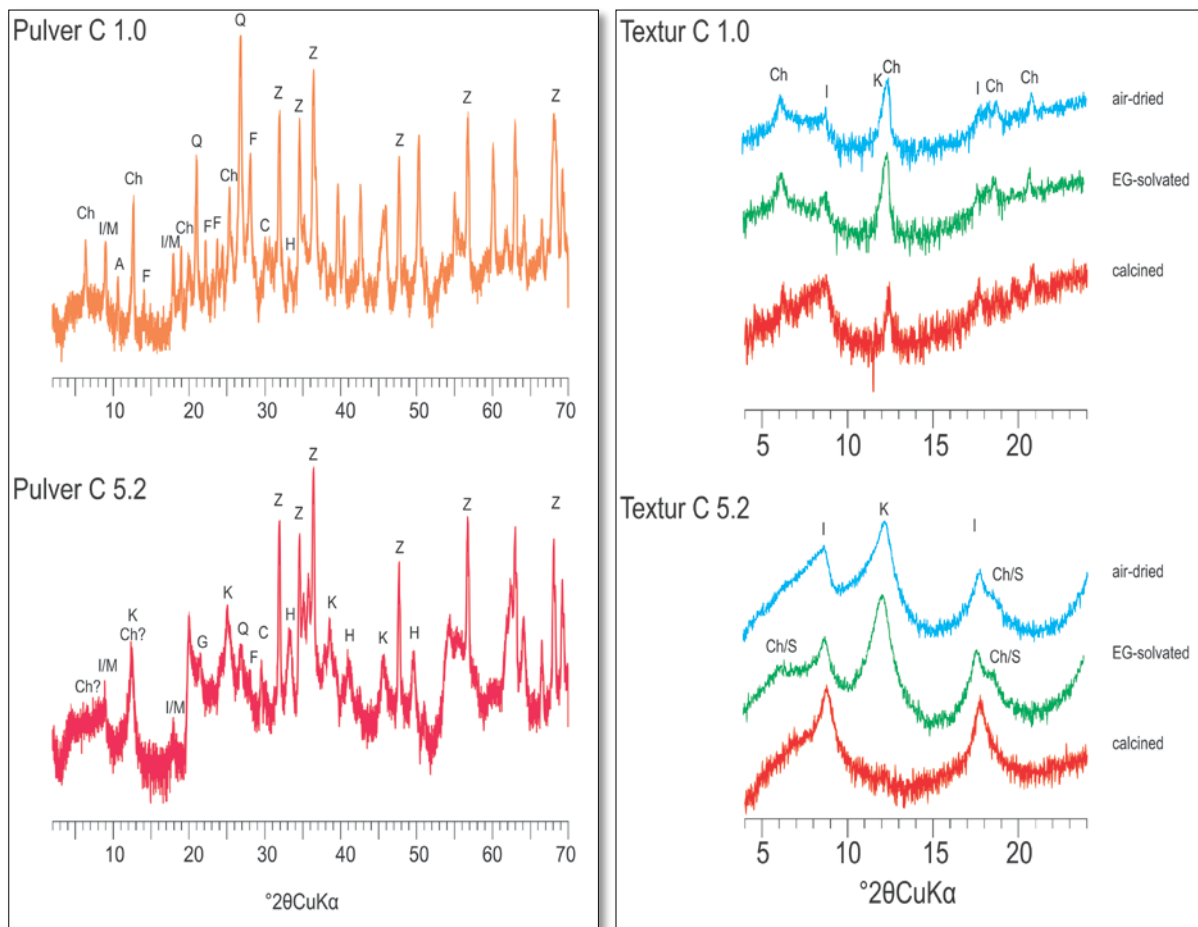 Pulver C 1.0
Q
Z
Z
Z
Z
Z
Q
F
Z
Ch
Ch
Ch
I/M
I/M
Ch
F
F
C
H
A
F
10 20 30 40 50 60 70
Pulver C 5.2
Z
Z
Z
Z
Z
Z
K
K
K
Ch?
G
Q
C
H
H
K
H
F
I/M
Ch?
I/M
10 20 30 40 50 60 70
°2θCuKα
Textur C 1.0
Ch
I
K
Ch
I
Ch
Ch
air-dried
EG-solvated
calcined
5 10 15 20
Textur C 5.2
I
K
I
Ch/S
air-dried
Ch/S
Ch/S
EG-solvated
calcined
5 10 15 20
°2θCuKα